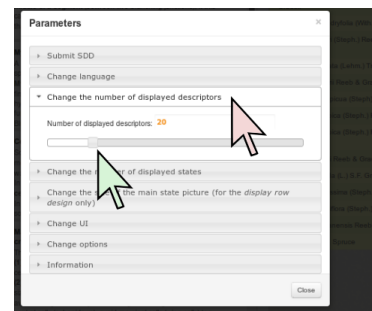 Parameters ×
Submit SDD
Change language
Change the number of displayed descriptors
Number of displayed descriptors: 20
Change the number of displayed states
Change the of the main state picture (for the display row
design only)
Change UI
Change options
Information
Close